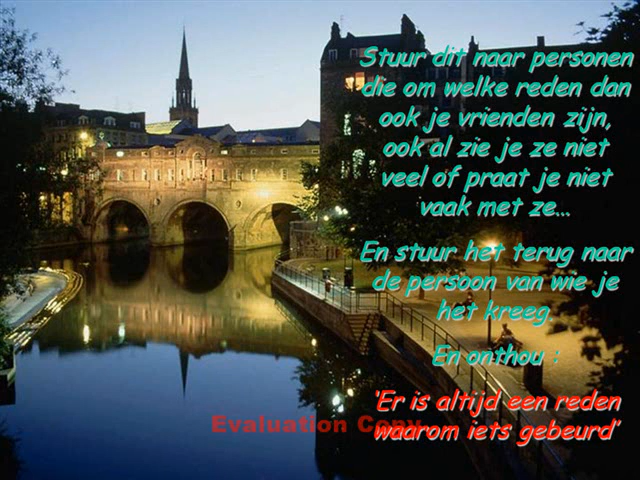 Stuur dit naar personen
die om welke reden dan
ook je vrienden zijn,
ook al zie je ze niet
veel of praat je niet
vaak met ze...
En stuur het terug naar
de persoon van wie je
het kreeg
En onthou :
'Er is altijd een reden
waarom iets gebeurd'
Evaluation Copy